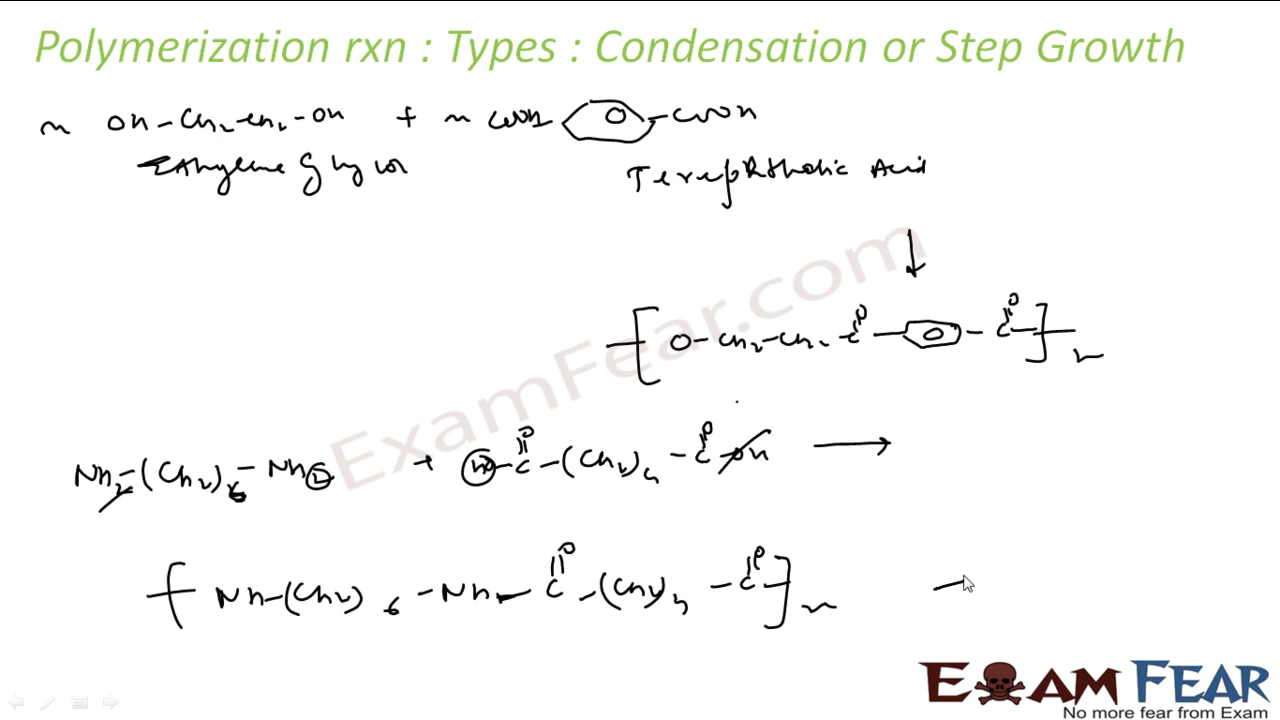 Polymerization rxn : Types : Condensation or Step Growth
n OH-CH2-CH2-OH + n COOH- -COOH
Ethylene Glycol Terephthalic Acid
[O-CH2-CH2-C-O - C-O]n
NH2-(CH2)6-NH2 + HO-C-(CH2)4-C-OH →
O O
[NH-(CH2)6-NH-C-(CH2)4-C]n
O O
ExamFear.com
EXAM FEAR
No more fear from Exam